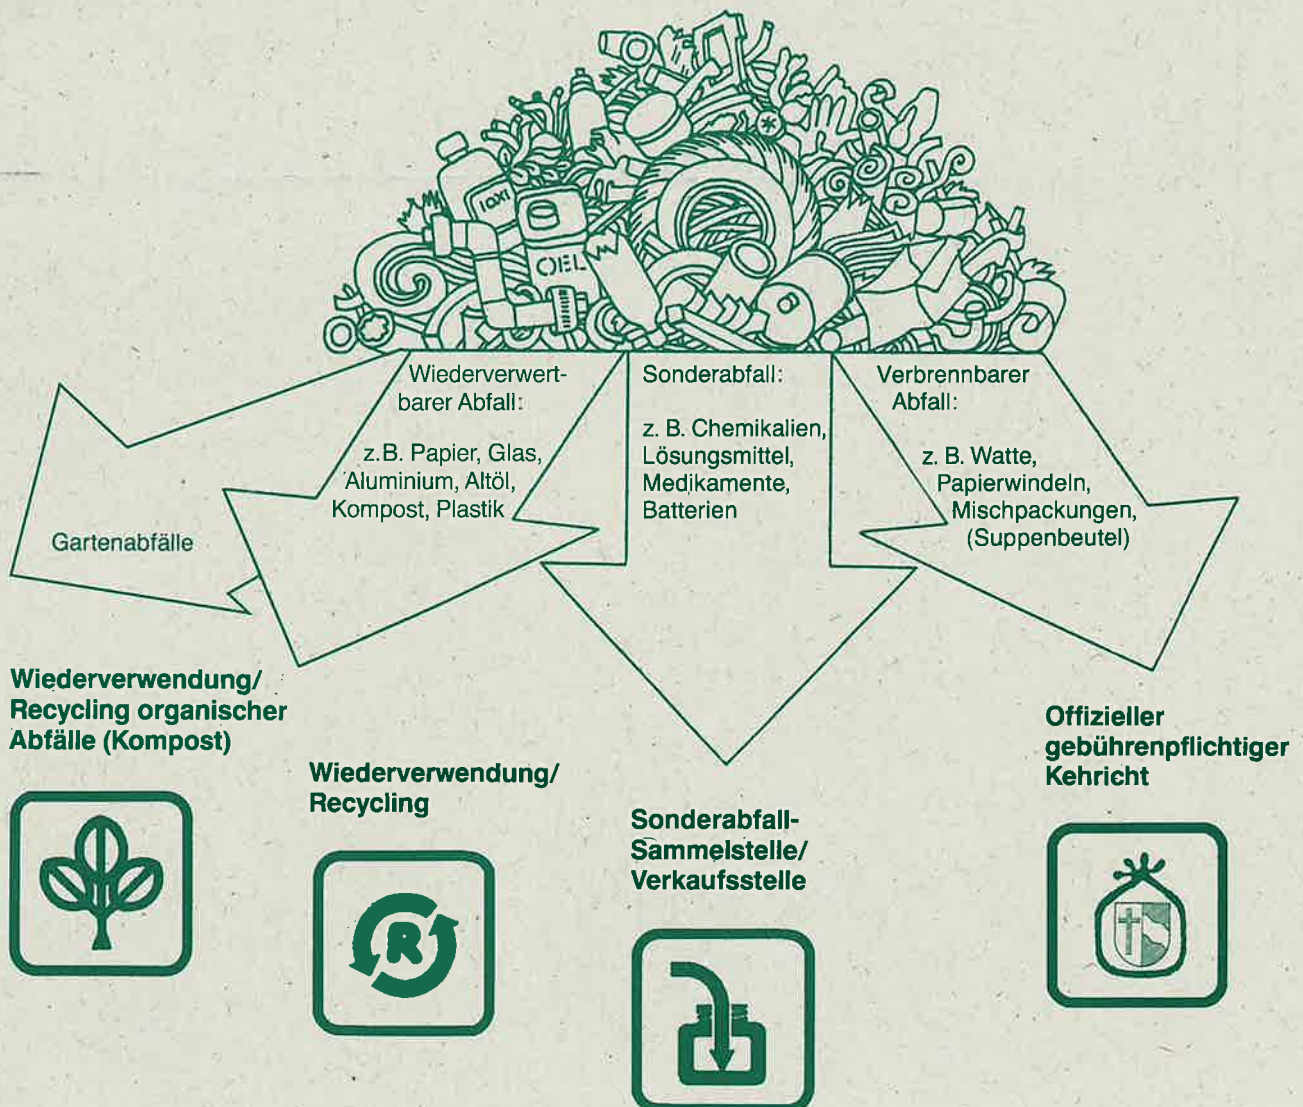 TOXI
OEL
Wiederverwert-
barer Abfall:
z.B. Papier, Glas,
Aluminium, Altöl,
Kompost, Plastik
Sonderabfall:
z. B. Chemikalien,
Lösungsmittel,
Medikamente,
Batterien
Verbrennbarer
Abfall:
z. B. Watte,
Papierwindeln,
Mischpackungen,
(Suppenbeutel)
Gartenabfälle
Wiederverwendung/
Recycling organischer
Abfälle (Kompost)
Wiederverwendung/
Recycling
R
Sonderabfall-
Sammelstelle/
Verkaufsstelle
Offizieller
gebührenpflichtiger
Kehricht